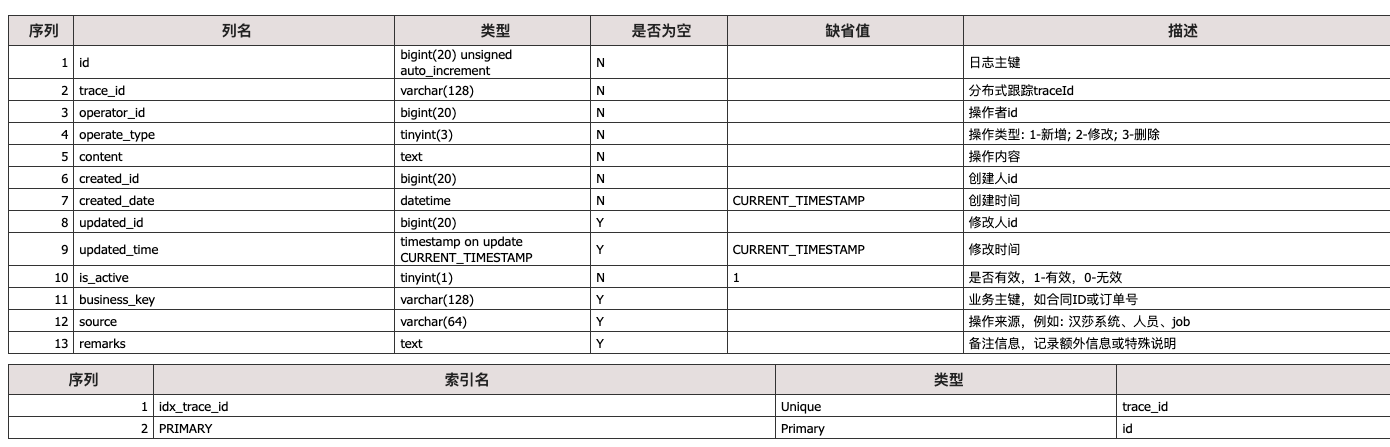 序列 列名 类型 是否为空 缺省值 描述
1 id bigint(20) unsigned auto_increment N 日志主键
2 trace_id varchar(128) N 分布式跟踪traceId
3 operator_id bigint(20) N 操作者id
4 operate_type tinyint(3) N 操作类型: 1-新增; 2-修改; 3-删除
5 content text N 操作内容
6 created_id bigint(20) N 创建人id
7 created_date datetime N CURRENT_TIMESTAMP 创建时间
8 updated_id bigint(20) Y 修改人id
9 updated_time timestamp on update CURRENT_TIMESTAMP Y CURRENT_TIMESTAMP 修改时间
10 is_active tinyint(1) N 1 是否有效，1-有效，0-无效
11 business_key varchar(128) Y 业务主键，如合同ID或订单号
12 source varchar(64) Y 操作来源，例如: 汉莎系统、人员、job
13 remarks text Y 备注信息，记录额外信息或特殊说明
序列 索引名 类型
1 idx_trace_id Unique trace_id
2 PRIMARY Primary id